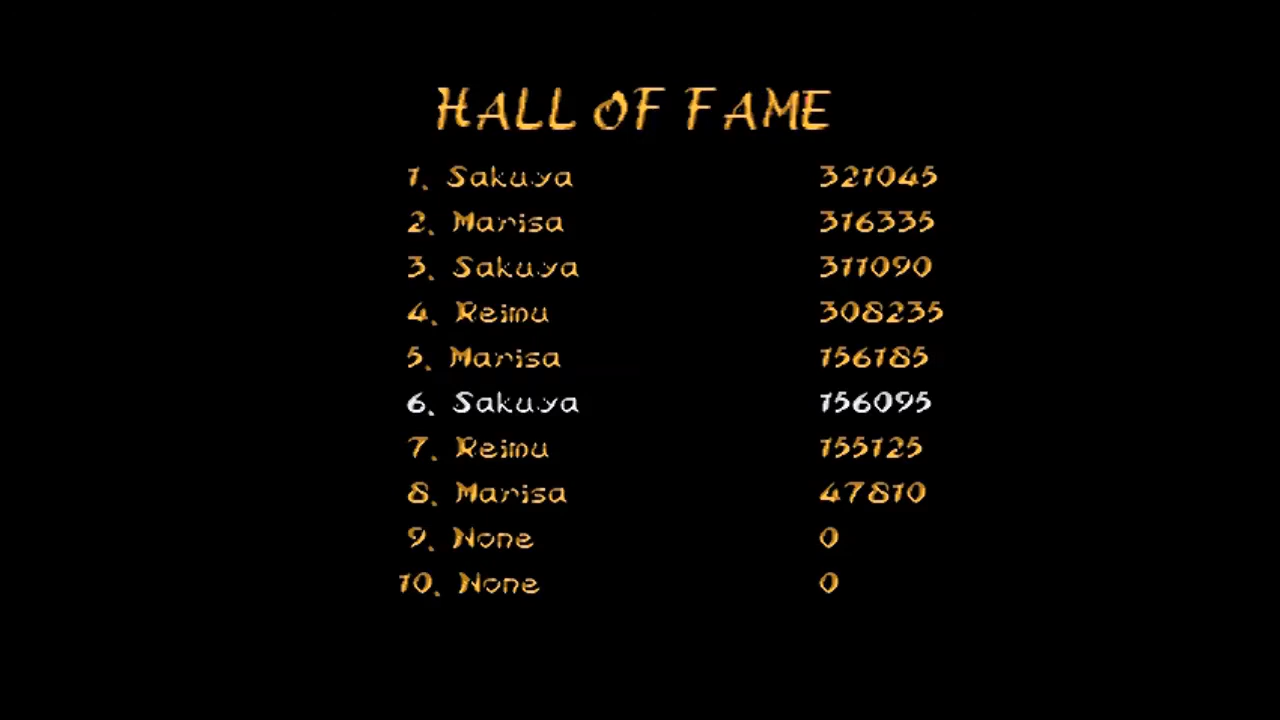 HALL OF FAME
1. Sakuya 321045
2. Marisa 316335
3. Sakuya 311090
4. Reimu 308235
5. Marisa 156185
6. Sakuya 156095
7. Reimu 155125
8. Marisa 47810
9. None 0
10. None 0